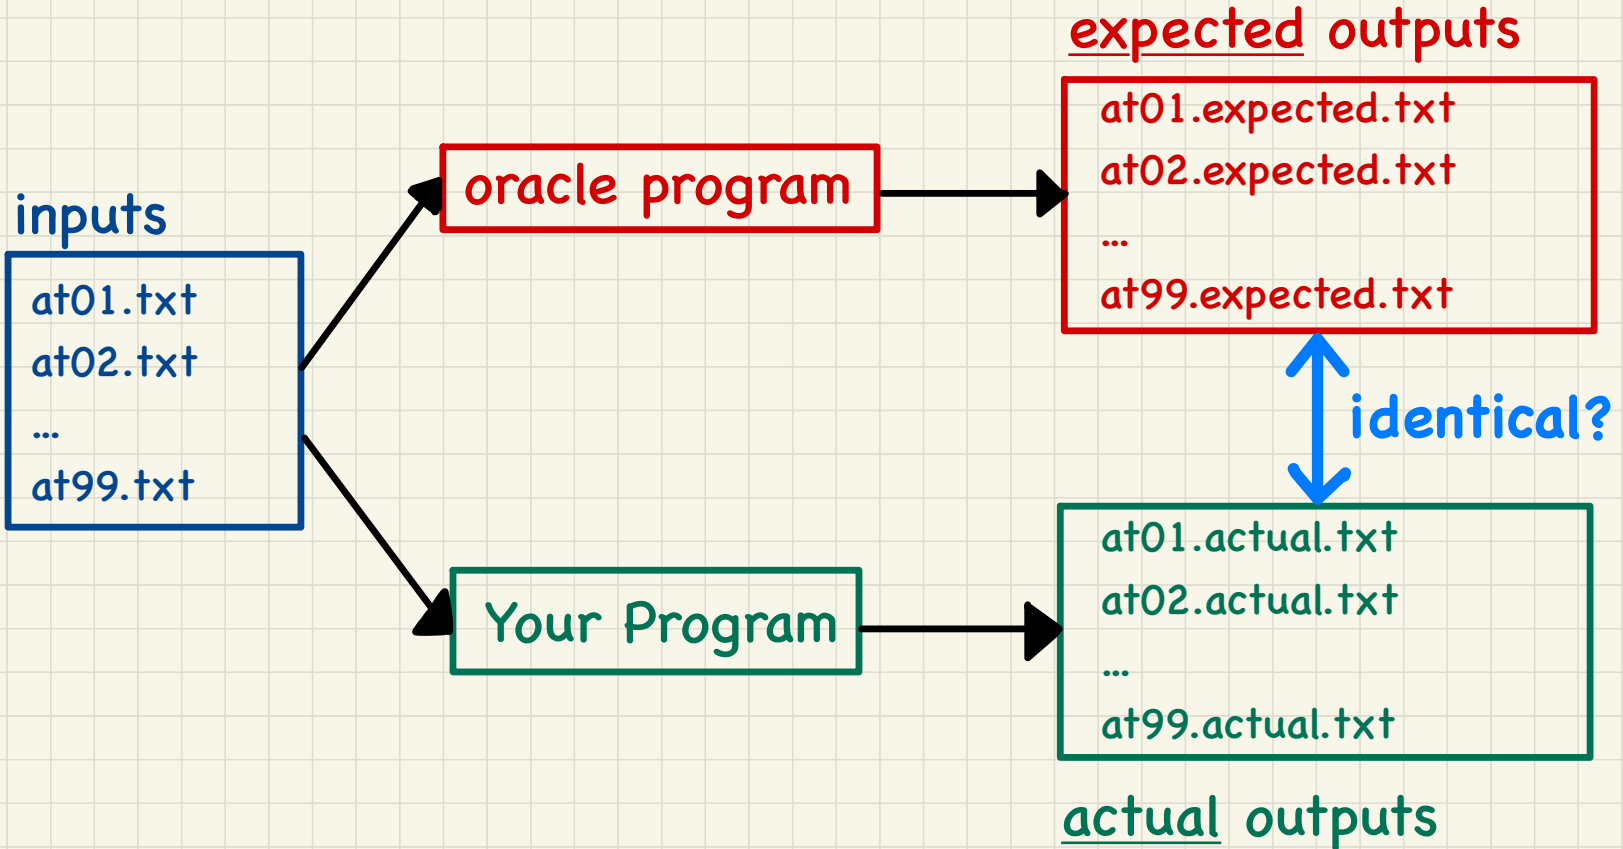 inputs
at01.txt
at02.txt
...
at99.txt
oracle program
Your Program
expected outputs
at01.expected.txt
at02.expected.txt
...
at99.expected.txt
identical?
at01.actual.txt
at02.actual.txt
...
at99.actual.txt
actual outputs